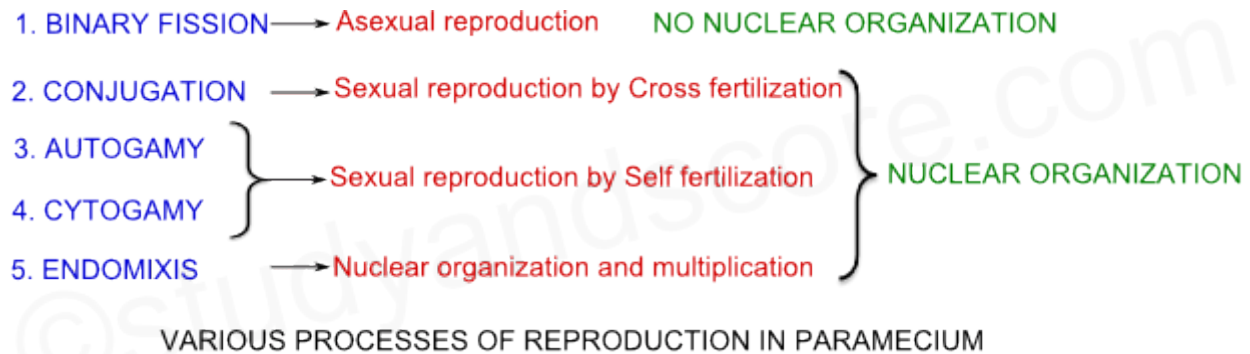 1. BINARY FISSION Asexual reproduction NO NUCLEAR ORGANIZATION
2. CONJUGATION Sexual reproduction by Cross fertilization
3. AUTOGAMY
Sexual reproduction by Self fertilization NUCLEAR ORGANIZATION
4. CYTOGAMY
5. ENDOMIXIS Nuclear organization and multiplication
VARIOUS PROCESSES OF REPRODUCTION IN PARAMECIUM
©studyandscore.com